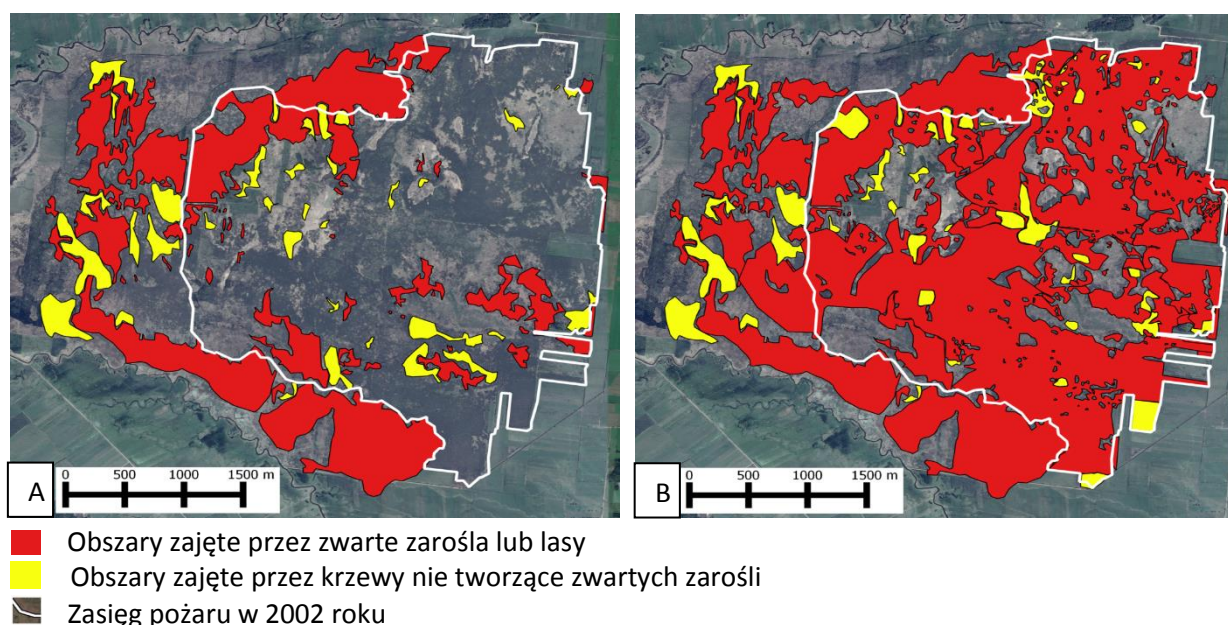 A
0 500 1000 1500 m
B
0 500 1000 1500 m
Obszary zajęte przez zwarte zarośla lub lasy
Obszary zajęte przez krzewy nie tworzące zwartych zarośli
Zasięg pożaru w 2002 roku